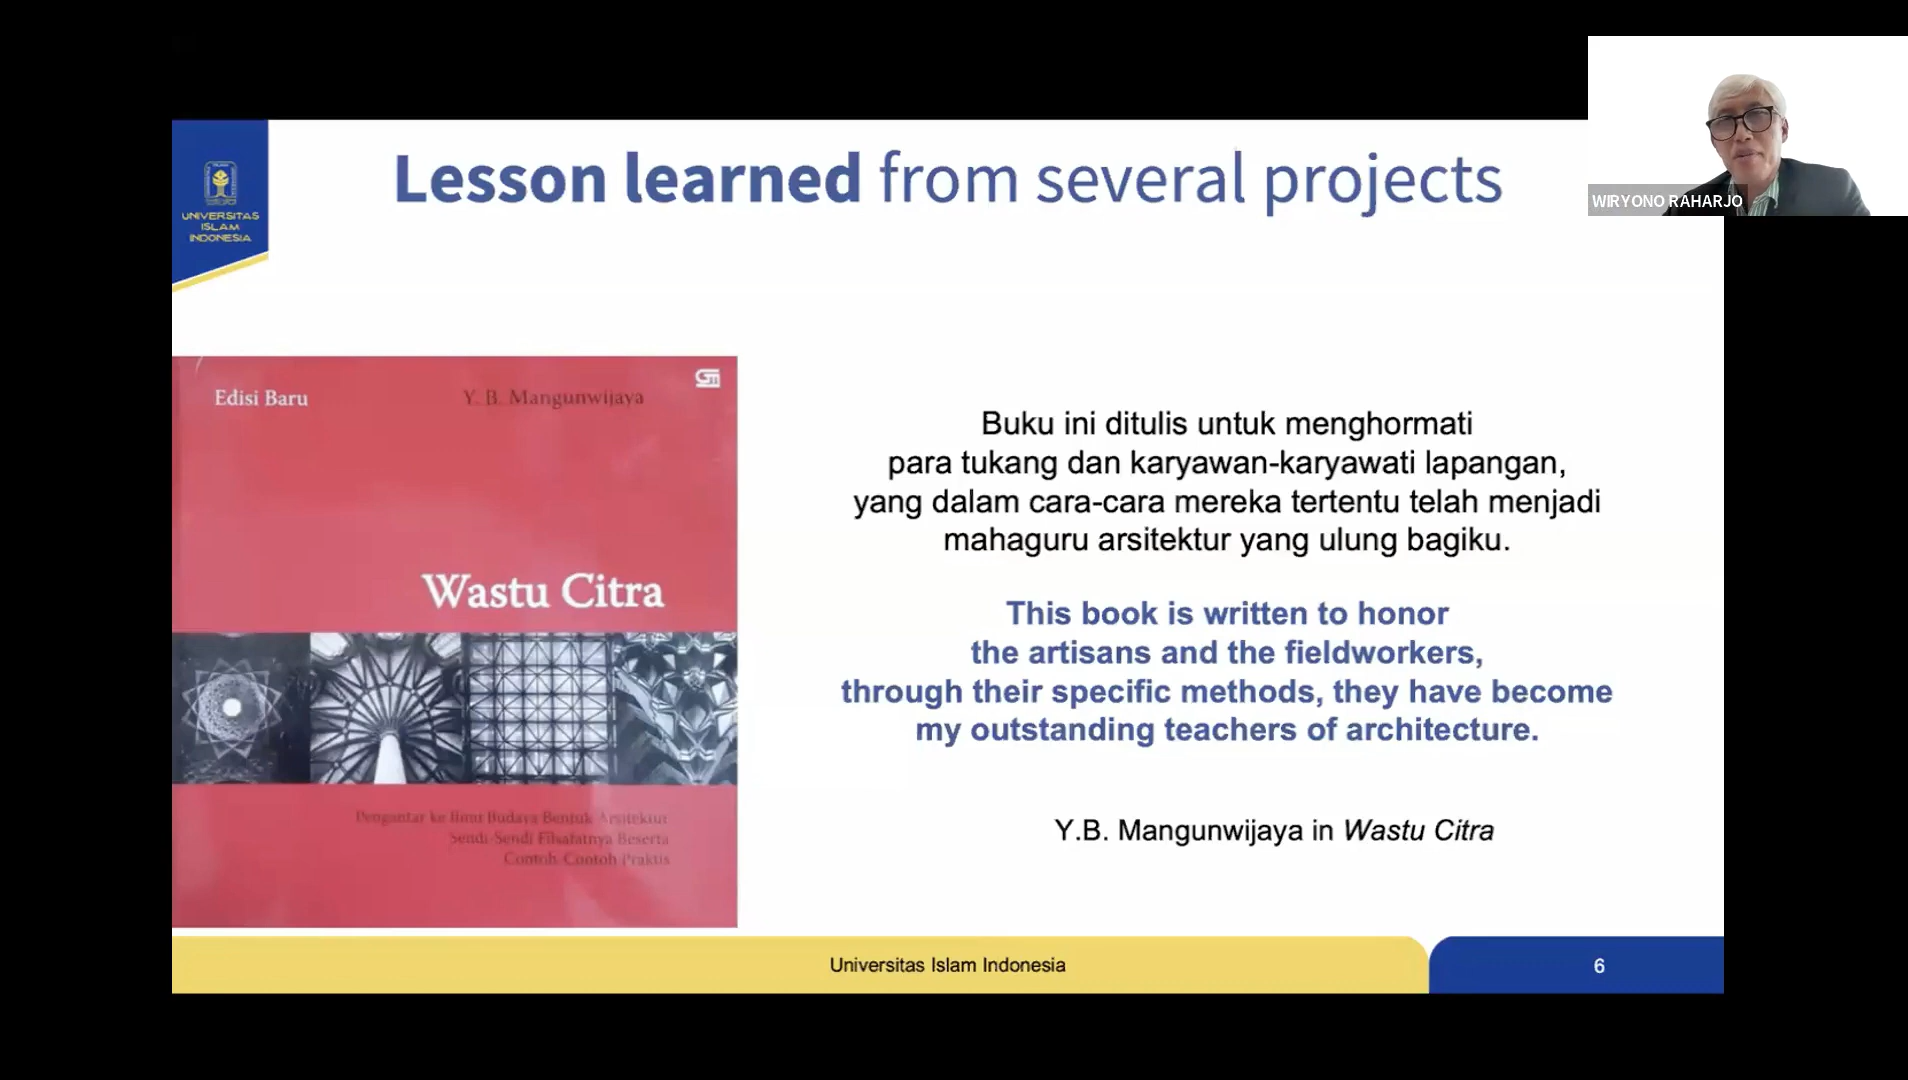 Lesson learned from several projects
WIRYONO RAHARJO
UNIVERSITAS
ISLAM
INDONESIA
Edisi Baru
Y. B. Mangunwijaya
Wastu Citra
Pengantar ke Ilmu Budaya Bentuk Arsitektur
Sendi-Sendi Filsafatnya Beserta
Contoh-Contoh Praktis
Buku ini ditulis untuk menghormati
para tukang dan karyawan-karyawati lapangan,
yang dalam cara-cara mereka tertentu telah menjadi
mahaguru arsitektur yang ulung bagiku.
This book is written to honor
the artisans and the fieldworkers,
through their specific methods, they have become
my outstanding teachers of architecture.
Y.B. Mangunwijaya in Wastu Citra
Universitas Islam Indonesia
6